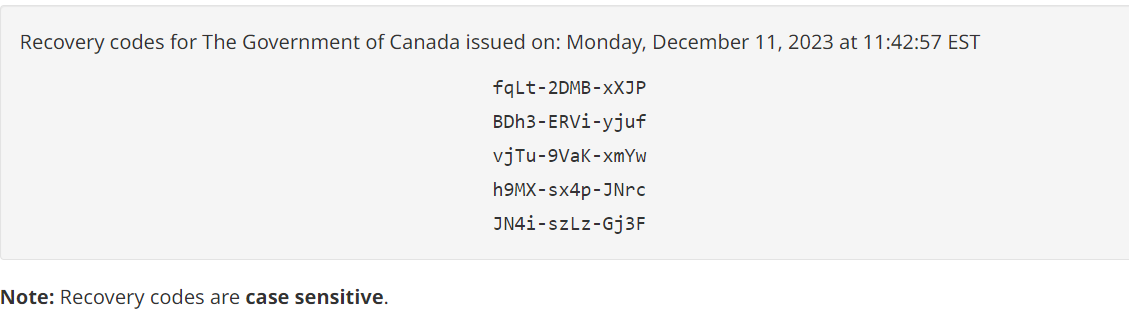 Recovery codes for The Government of Canada issued on: Monday, December 11, 2023 at 11:42:57 EST
fqLt-2DMB-xXJP
BDh3-ERVi-yjuf
vjTu-9VaK-xmYw
h9MX-sx4p-JNrc
JN4i-szLz-Gj3F
Note: Recovery codes are case sensitive.